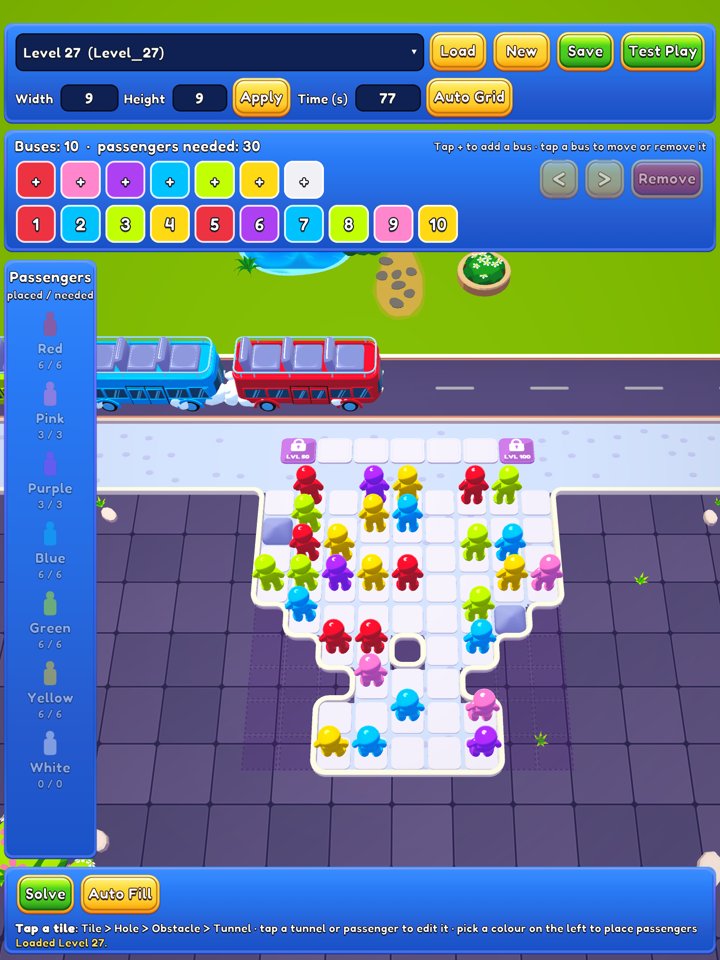 Level 27 (Level_27)
Load
New
Save
Test Play
Width
9
Height
9
Apply
Time (s)
77
Auto Grid
Buses: 10 · passengers needed: 30
Tap + to add a bus · tap a bus to move or remove it
+ + + + + + +
< > Remove
1 2 3 4 5 6 7 8 9 10
Passengers
placed / needed
Red
6 / 6
Pink
3 / 3
Purple
3 / 3
Blue
6 / 6
Green
6 / 6
Yellow
6 / 6
White
0 / 0
LVL 50
LVL 100
Solve
Auto Fill
Tap a tile: Tile > Hole > Obstacle > Tunnel · tap a tunnel or passenger to edit it · pick a colour on the left to place passengers
Loaded Level 27.